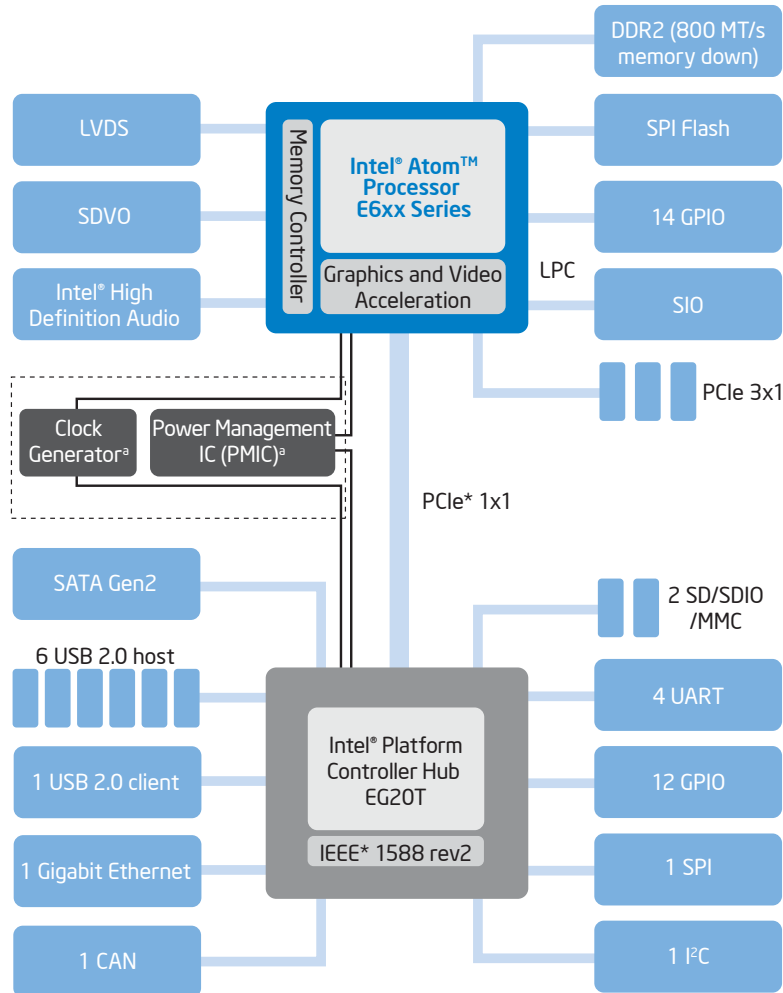 DDR2 (800 MT/s
memory down)
LVDS
SPI Flash
Memory Controller
Intel® Atom™
Processor
E6xx Series
SDVO
14 GPIO
Graphics and Video
Acceleration
LPC
Intel® High
Definition Audio
SIO
PCIe 3x1
Clock
Generatorᵃ
Power Management
IC (PMIC)ᵃ
PCIe* 1x1
SATA Gen2
2 SD/SDIO
/MMC
6 USB 2.0 host
4 UART
Intel® Platform
Controller Hub
EG20T
1 USB 2.0 client
12 GPIO
IEEE* 1588 rev2
1 Gigabit Ethernet
1 SPI
1 CAN
1 I²C